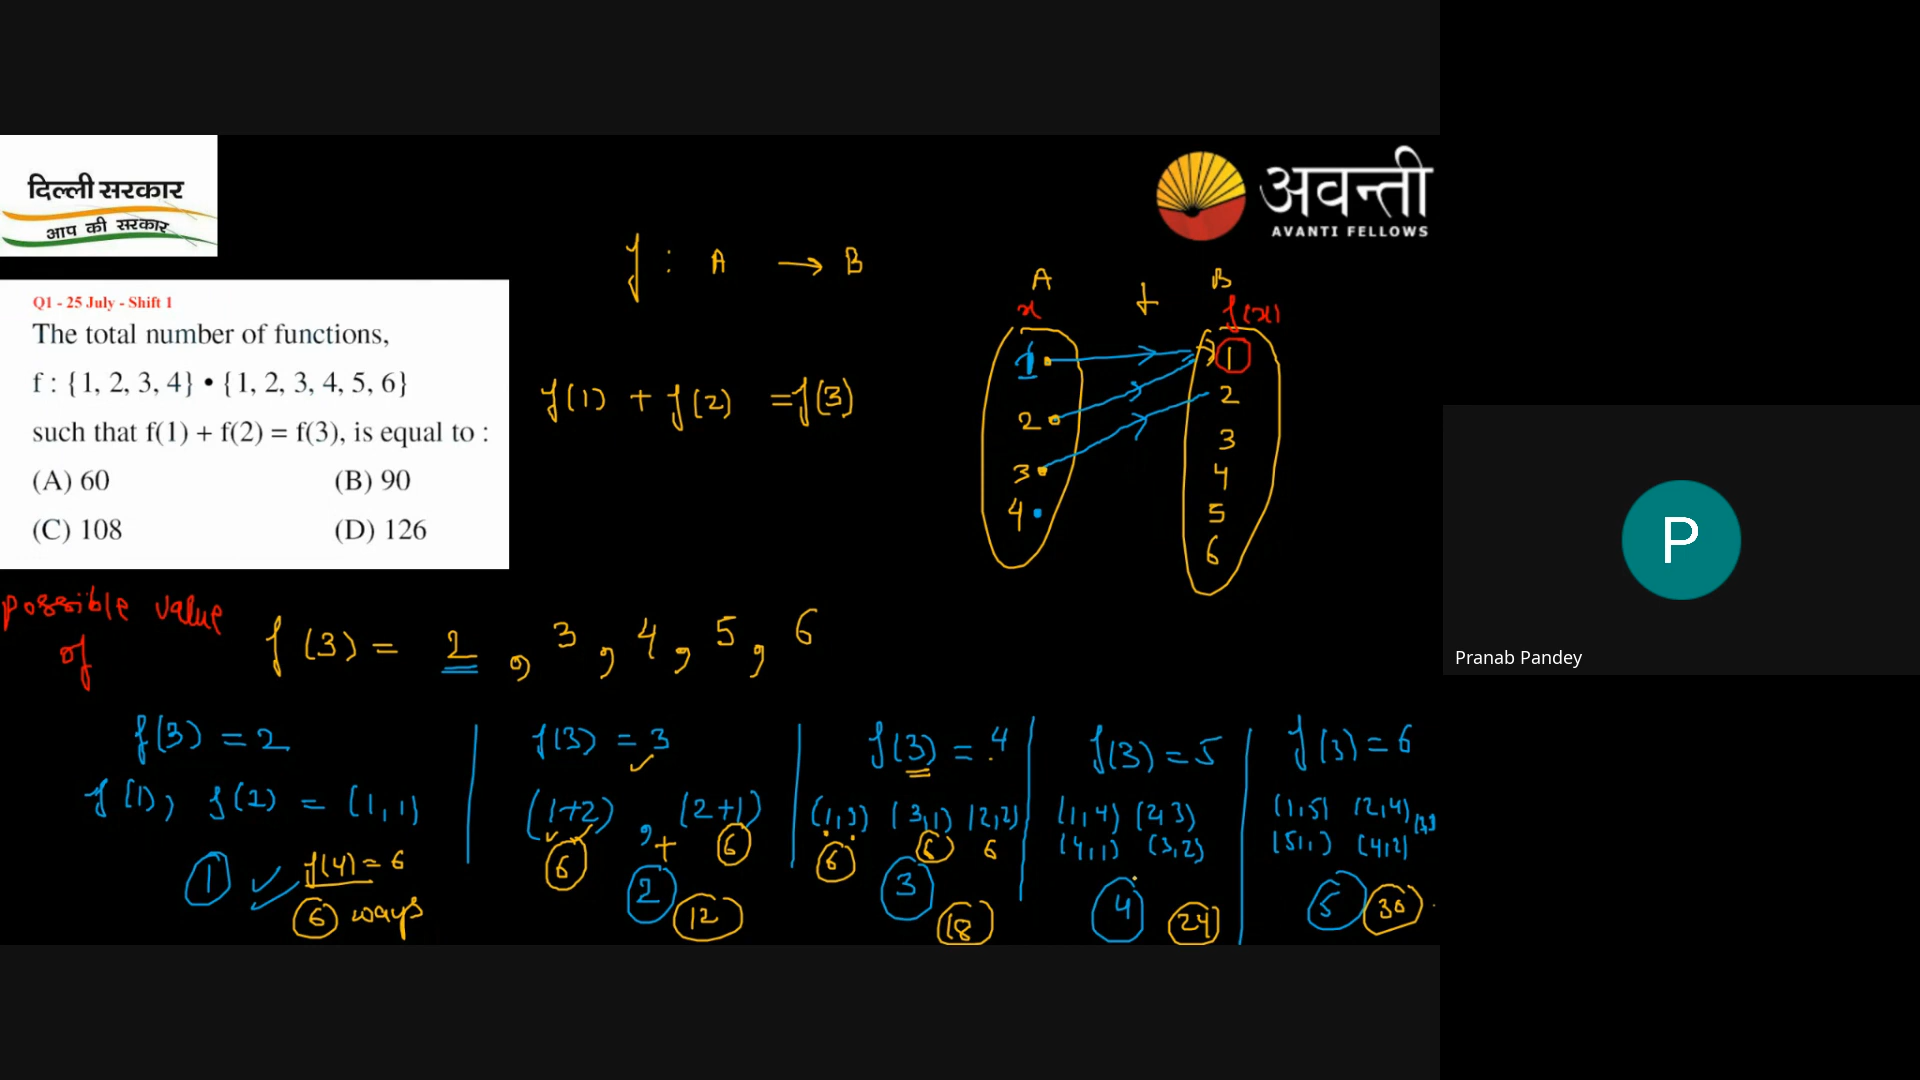 दिल्ली सरकार
आप की सरकार
अवन्ती
AVANTI FELLOWS
f : A → B
Q1 - 25 July - Shift 1
The total number of functions,
f : {1, 2, 3, 4} • {1, 2, 3, 4, 5, 6}
such that f(1) + f(2) = f(3), is equal to :
(A) 60 (B) 90
(C) 108 (D) 126
f(1) + f(2) = f(3)
A f B
x f(x)
1 1
2 2
3 3
4 4
5
6
P
Pranab Pandey
possible value
of f(3) = 2, 3, 4, 5, 6
f(3) = 2
f(1), f(2) = (1,1)
1 f(4) = 6
6 ways
f(3) = 3
(1+2), (2+1)
6 + 6
2 12
f(3) = 4
(1,3) (3,1) (2,2)
6 6 6
3 18
f(3) = 5
(1,4) (2,3)
(4,1) (3,2)
4 24
f(3) = 6
(1,5) (2,4)
(5,1) (4,2)
5 30